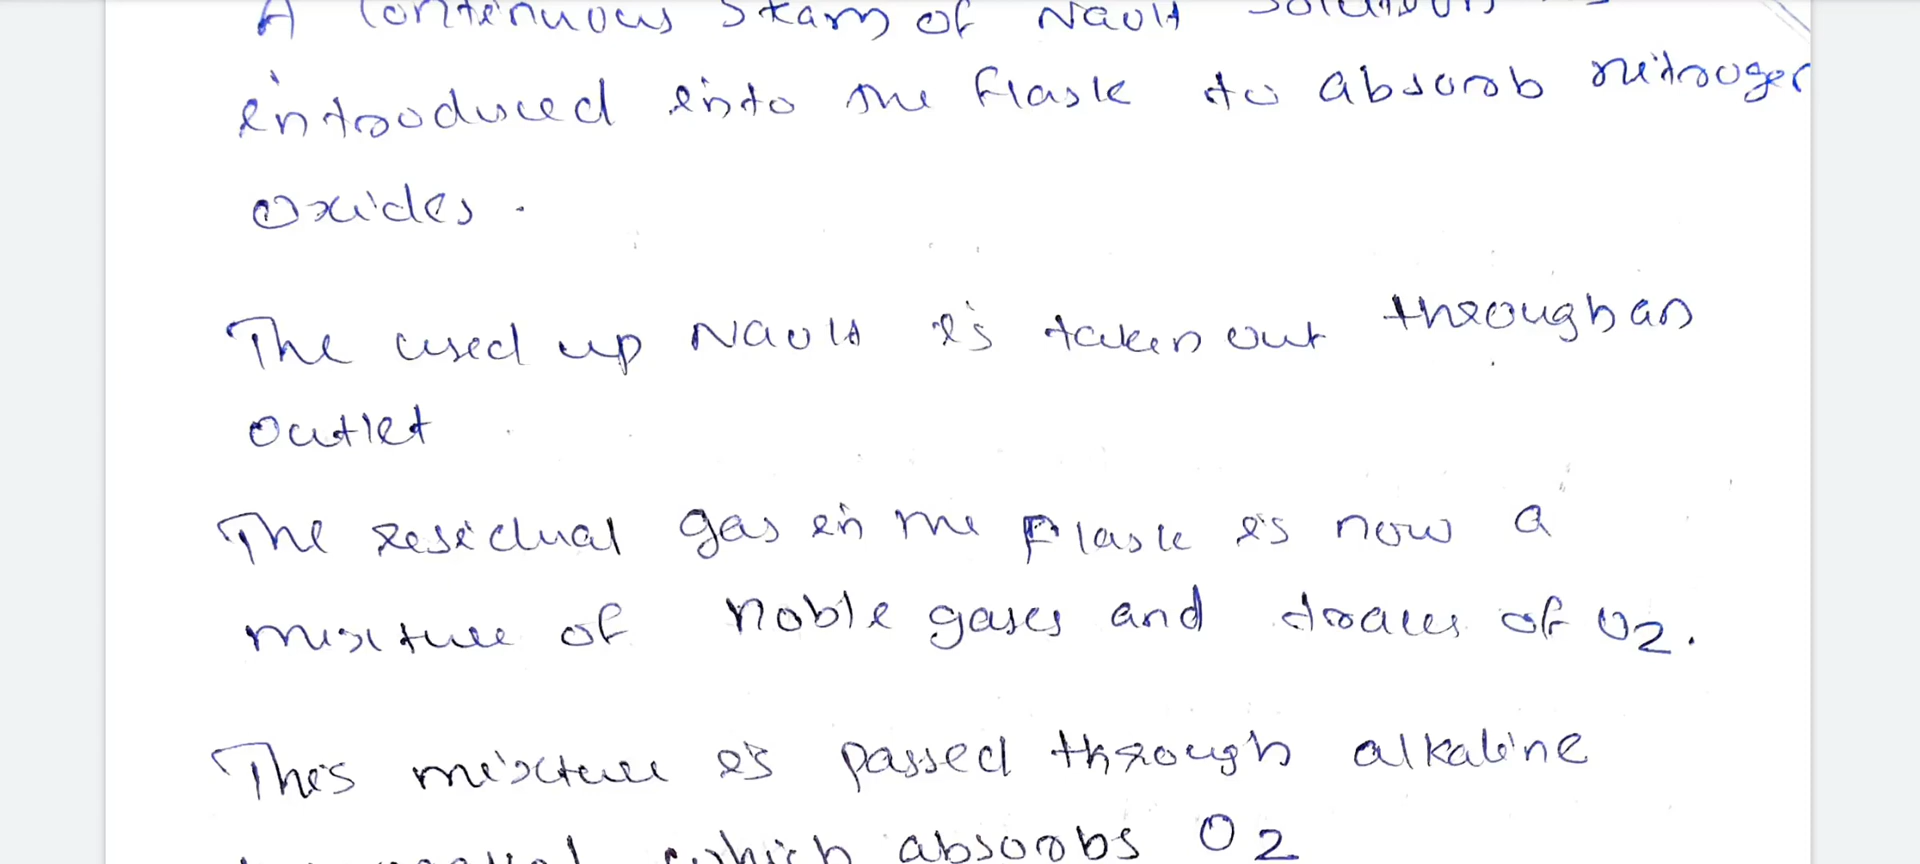 A continuous steam of NaOH solution
introduced into the flask to absorb nitrogen
oxides.
The used up NaOH is taken out through an
outlet
The residual gas in the Flask is now a
mixture of noble gases and traces of O2.
This mixture is passed through alkaline
which absorbs O2